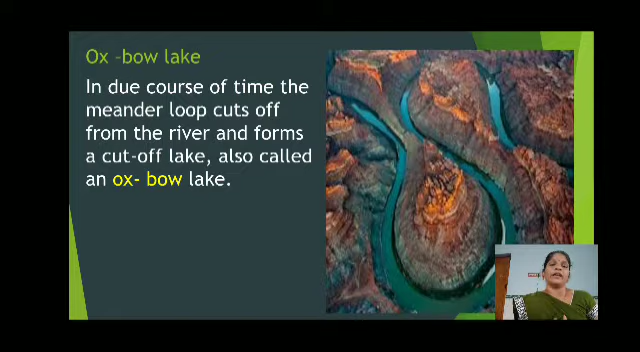 Ox -bow lake
In due course of time the
meander loop cuts off
from the river and forms
a cut-off lake, also called
an ox- bow lake.